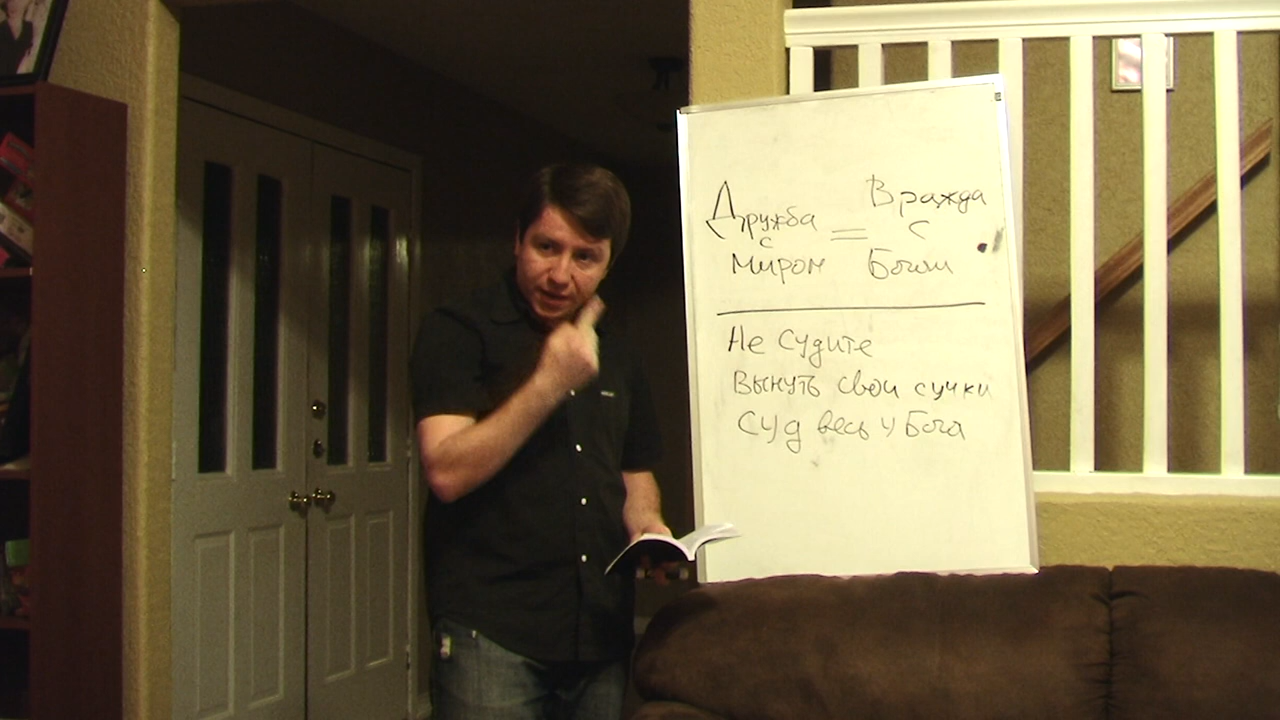 Дружба = Вражда
с с
миром Богом
Не судите
Вынуть свои сучки
Суд весь у Бога